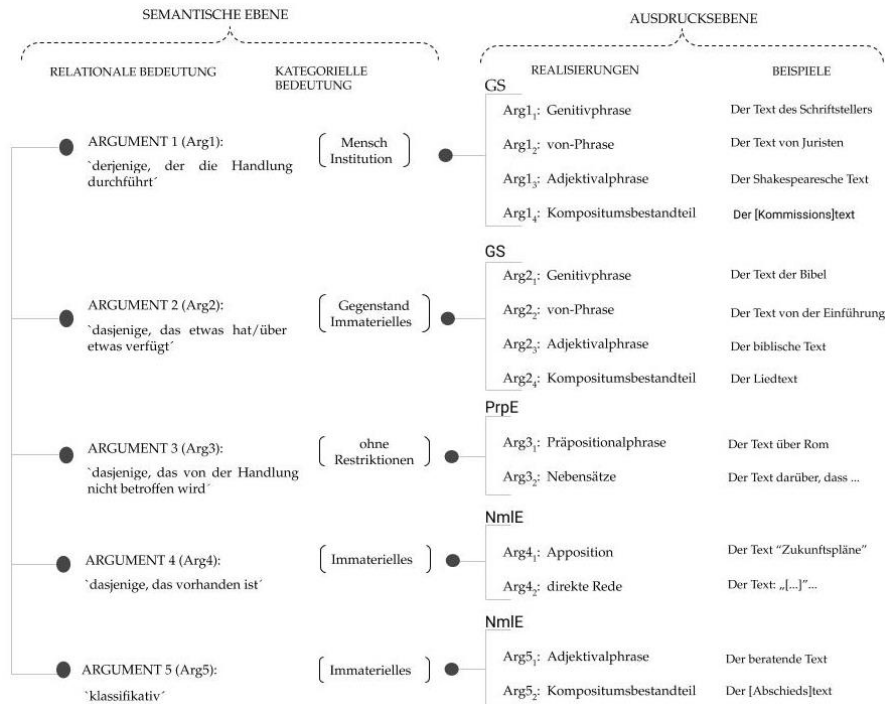 SEMANTISCHE EBENE
AUSDRUCKSEBENE
RELATIONALE BEDEUTUNG
KATEGORIELLE
BEDEUTUNG
REALISIERUNGEN
BEISPIELE
GS
ARGUMENT 1 (Arg1):
`derjenige, der die Handlung
durchführt´
Mensch
Institution
Arg1₁: Genitivphrase
Der Text des Schriftstellers
Arg1₂: von-Phrase
Der Text von Juristen
Arg1₃: Adjektivalphrase
Der Shakespearesche Text
Arg1₄: Kompositumsbestandteil
Der [Kommissions]text
GS
ARGUMENT 2 (Arg2):
`dasjenige, das etwas hat/über
etwas verfügt´
Gegenstand
Immaterielles
Arg2₁: Genitivphrase
Der Text der Bibel
Arg2₂: von-Phrase
Der Text von der Einführung
Arg2₃: Adjektivalphrase
Der biblische Text
Arg2₄: Kompositumsbestandteil
Der Liedtext
PrpE
ARGUMENT 3 (Arg3):
`dasjenige, das von der Handlung
nicht betroffen wird´
ohne
Restriktionen
Arg3₁: Präpositionalphrase
Der Text über Rom
Arg3₂: Nebensätze
Der Text darüber, dass ...
NmlE
ARGUMENT 4 (Arg4):
`dasjenige, das vorhanden ist´
Immaterielles
Arg4₁: Apposition
Der Text “Zukunftspläne”
Arg4₂: direkte Rede
Der Text: „[...]”...
NmlE
ARGUMENT 5 (Arg5):
`klassifikativ´
Immaterielles
Arg5₁: Adjektivalphrase
Der beratende Text
Arg5₂: Kompositumsbestandteil
Der [Abschieds]text